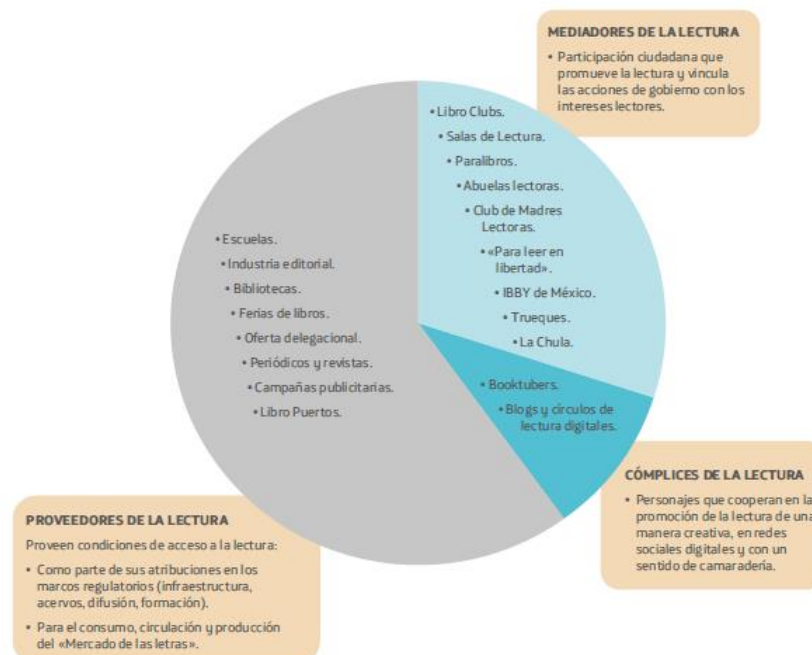 MEDIADORES DE LA LECTURA
• Participación ciudadana que
promueve la lectura y vincula
las acciones de gobierno con los
intereses lectores.
• Libro Clubs.
• Salas de Lectura.
• Paralibros.
• Abuelas lectoras.
• Club de Madres
Lectoras.
• «Para leer en
libertad».
• IBBY de México.
• Trueques.
• La Chula.
• Escuelas.
• Industria editorial.
• Bibliotecas.
• Ferias de libros.
• Oferta delegacional.
• Periódicos y revistas.
• Campañas publicitarias.
• Libro Puertos.
• Booktubers.
• Blogs y círculos de
lectura digitales.
CÓMPLICES DE LA LECTURA
• Personajes que cooperan en la
promoción de la lectura de una
manera creativa, en redes
sociales digitales y con un
sentido de camaradería.
PROVEEDORES DE LA LECTURA
Proveen condiciones de acceso a la lectura:
• Como parte de sus atribuciones en los
marcos regulatorios (infraestructura,
acervos, difusión, formación).
• Para el consumo, circulación y producción
del «Mercado de las letras».